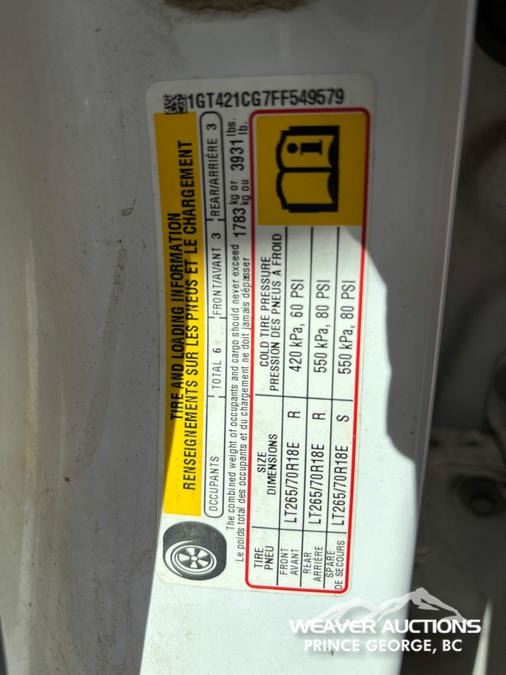 1GT421CG7FF549579
TIRE AND LOADING INFORMATION
RENSEIGNEMENTS SUR LES PNEUS ET LE CHARGEMENT
OCCUPANTS TOTAL 6 FRONT/AVANT 3 REAR/ARRIÈRE 3
The combined weight of occupants and cargo should never exceed 1783 kg or 3931 lbs.
Le poids total des occupants et du chargement ne doit jamais dépasser 1783 kg ou 3931 lb.
TIRE SIZE COLD TIRE PRESSURE
PNEU DIMENSIONS PRESSION DES PNEUS À FROID
FRONT
AVANT LT265/70R18E R 420 kPa, 60 PSI
REAR
ARRIÈRE LT265/70R18E R 550 kPa, 80 PSI
SPARE
DE SECOURS LT265/70R18E S 550 kPa, 80 PSI
WEAVER AUCTIONS
PRINCE GEORGE, BC